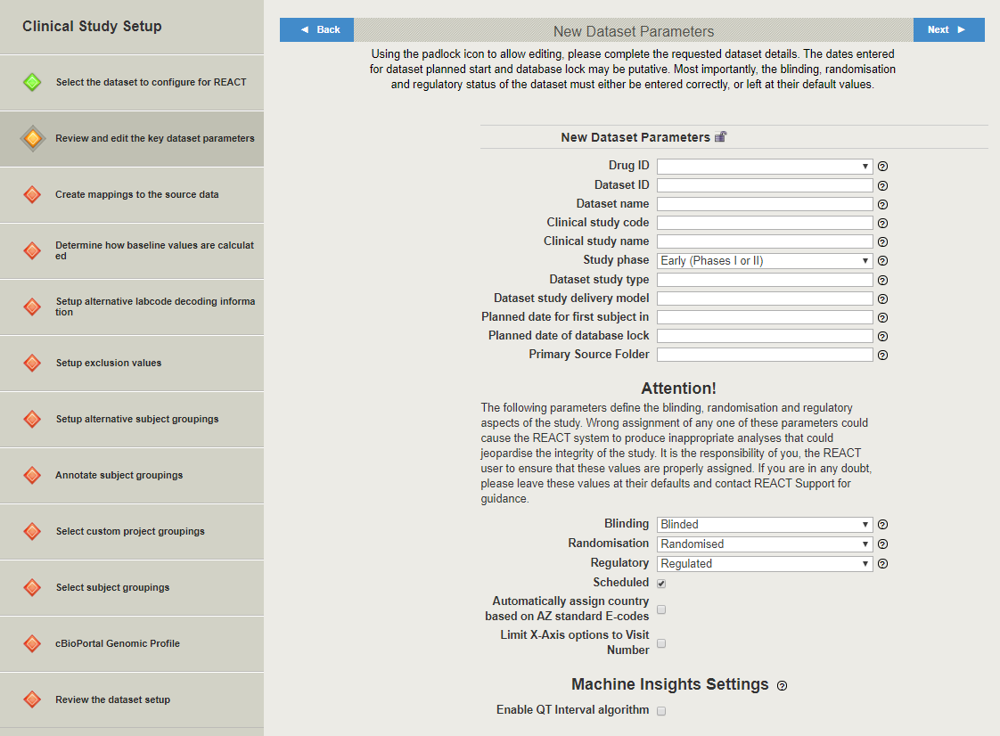 Clinical Study Setup
Select the dataset to configure for REACT
Review and edit the key dataset parameters
Create mappings to the source data
Determine how baseline values are calculat
ed
Setup alternative labcode decoding informa
tion
Setup exclusion values
Setup alternative subject groupings
Annotate subject groupings
Select custom project groupings
Select subject groupings
cBioPortal Genomic Profile
Review the dataset setup
Back
New Dataset Parameters
Next
Using the padlock icon to allow editing, please complete the requested dataset details. The dates entered
for dataset planned start and database lock may be putative. Most importantly, the blinding, randomisation
and regulatory status of the dataset must either be entered correctly, or left at their default values.
New Dataset Parameters
Drug ID
Dataset ID
Dataset name
Clinical study code
Clinical study name
Study phase Early (Phases I or II)
Dataset study type
Dataset study delivery model
Planned date for first subject in
Planned date of database lock
Primary Source Folder
Attention!
The following parameters define the blinding, randomisation and regulatory
aspects of the study. Wrong assignment of any one of these parameters could
cause the REACT system to produce inappropriate analyses that could
jeopardise the integrity of the study. It is the responsibility of you, the REACT
user to ensure that these values are properly assigned. If you are in any doubt,
please leave these values at their defaults and contact REACT Support for
guidance.
Blinding Blinded
Randomisation Randomised
Regulatory Regulated
Scheduled
Automatically assign country
based on AZ standard E-codes
Limit X-Axis options to Visit
Number
Machine Insights Settings
Enable QT Interval algorithm